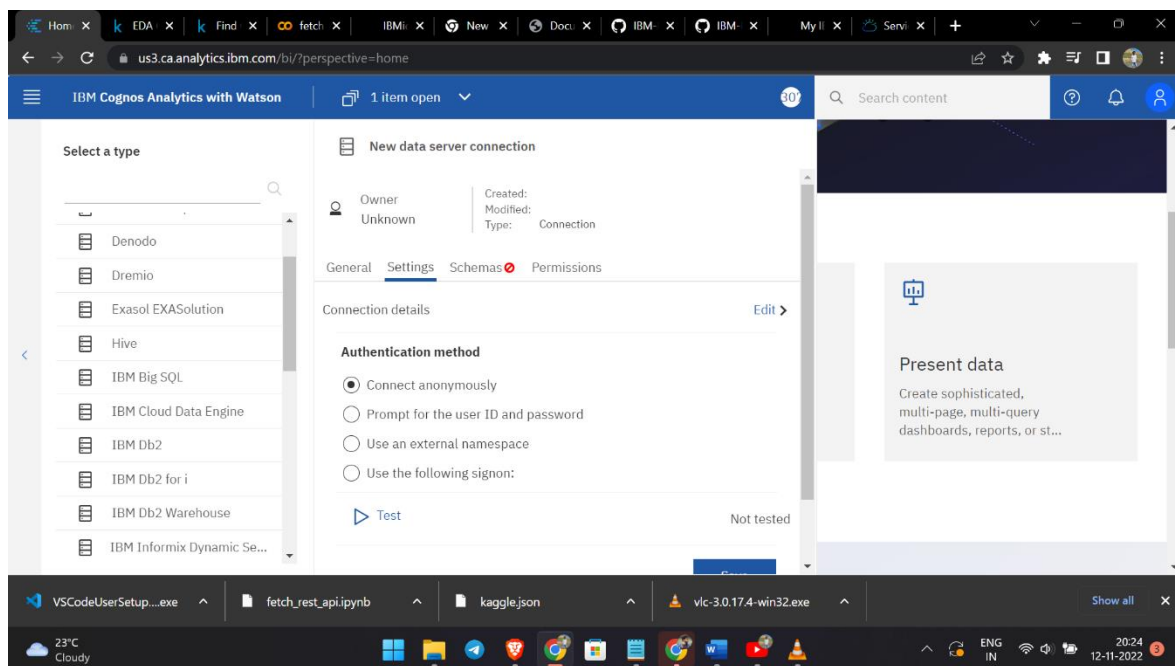 Hom
EDA
Find
fetch
IBMi
New
Docu
IBM-
IBM-
My II
Servi
us3.ca.analytics.ibm.com/bi/?perspective=home
IBM Cognos Analytics with Watson
1 item open
30
Search content
Select a type
Denodo
Dremio
Exasol EXASolution
Hive
IBM Big SQL
IBM Cloud Data Engine
IBM Db2
IBM Db2 for i
IBM Db2 Warehouse
IBM Informix Dynamic Se...
New data server connection
Owner
Unknown
Created:
Modified:
Type: Connection
General Settings Schemas Permissions
Connection details Edit
Authentication method
Connect anonymously
Prompt for the user ID and password
Use an external namespace
Use the following signon:
Test Not tested
Present data
Create sophisticated,
multi-page, multi-query
dashboards, reports, or st...
VSCodeUserSetup....exe
fetch_rest_api.ipynb
kaggle.json
vlc-3.0.17.4-win32.exe
Show all
23°C
Cloudy
ENG
IN
20:24
12-11-2022
3